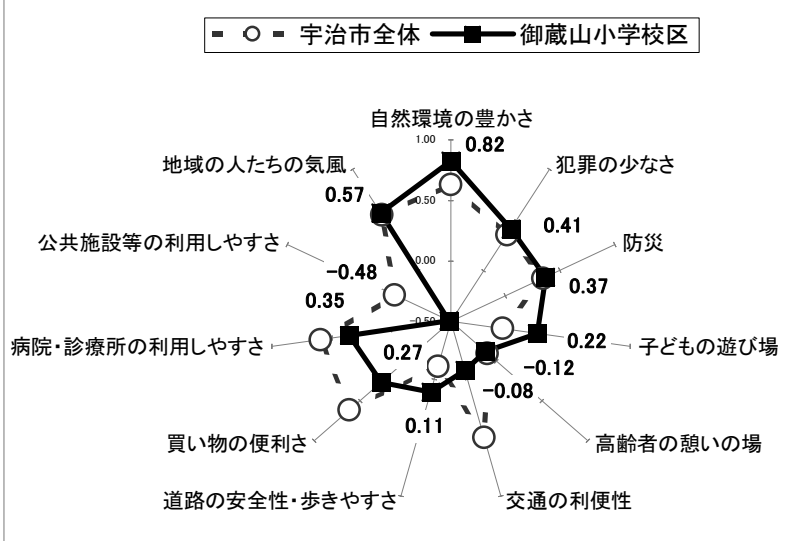 宇治市全体 御蔵山小学校区
自然環境の豊かさ
1.00
0.82
地域の人たちの気風
犯罪の少なさ
0.57
0.50
0.41
公共施設等の利用しやすさ
防災
-0.48
0.00
0.37
0.35
病院・診療所の利用しやすさ
-0.50
0.22
子どもの遊び場
0.27
-0.12
-0.08
0.11
買い物の便利さ
高齢者の憩いの場
道路の安全性・歩きやすさ
交通の利便性